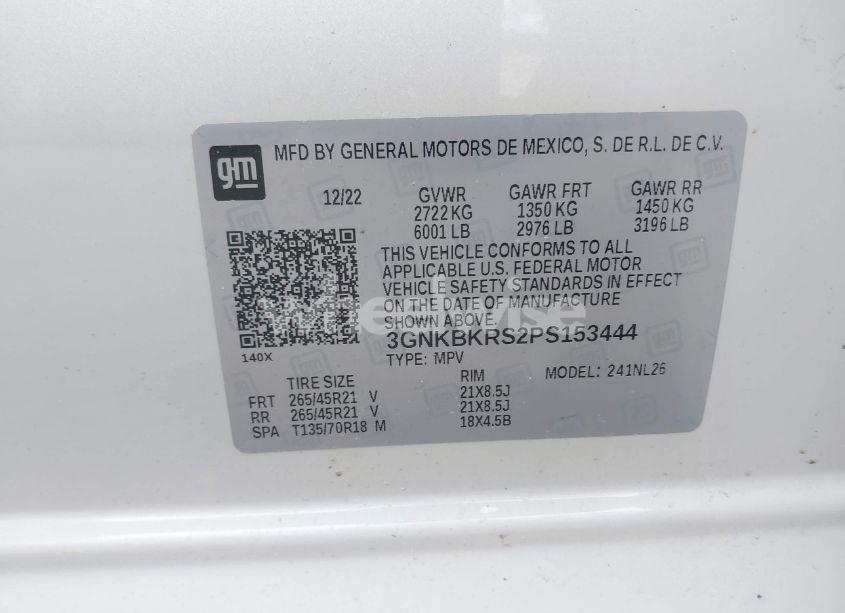 gm
MFD BY GENERAL MOTORS DE MEXICO, S. DE R.L. DE C.V.
12/22 GVWR GAWR FRT GAWR RR
2722 KG 1350 KG 1450 KG
6001 LB 2976 LB 3196 LB
THIS VEHICLE CONFORMS TO ALL
APPLICABLE U.S. FEDERAL MOTOR
VEHICLE SAFETY STANDARDS IN EFFECT
ON THE DATE OF MANUFACTURE
SHOWN ABOVE.
3GNKBKRS2PS153444
140X
TYPE: MPV MODEL: 241NL26
TIRE SIZE RIM
FRT 265/45R21 V 21X8.5J
RR 265/45R21 V 21X8.5J
SPA T135/70R18 M 18X4.5B